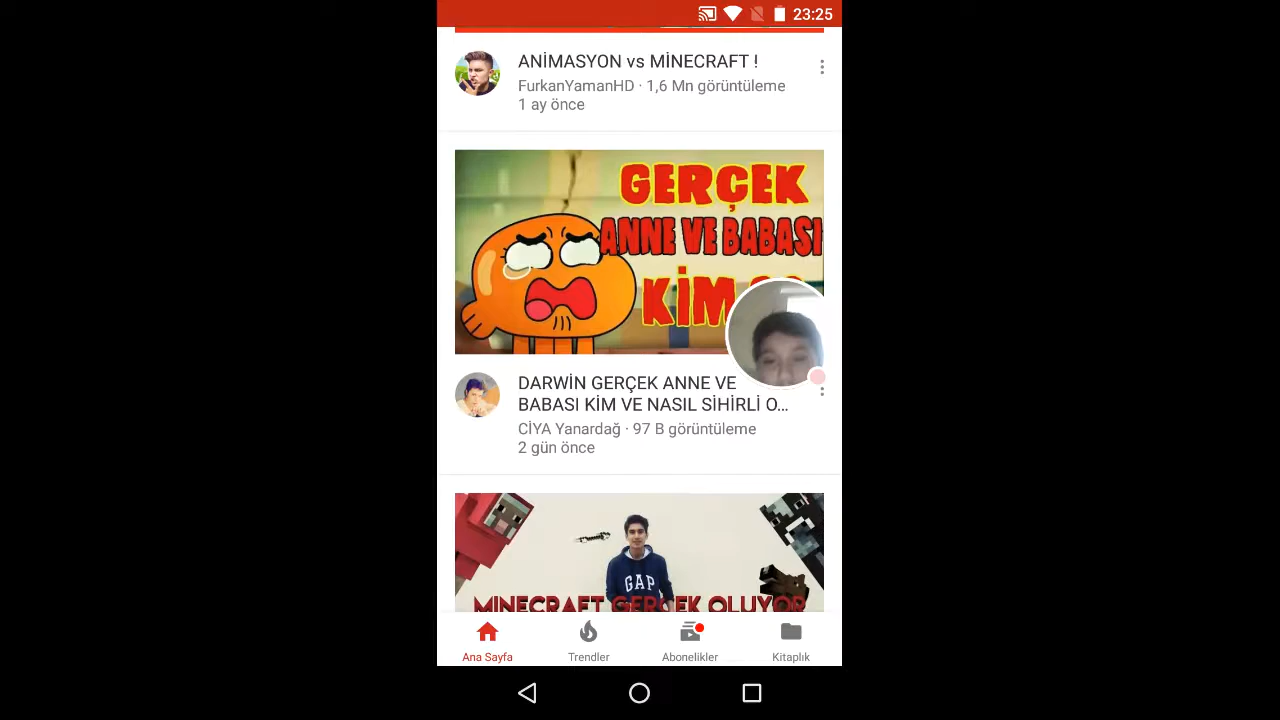 23:25
ANİMASYON vs MİNECRAFT !
FurkanYamanHD · 1,6 Mn görüntüleme
1 ay önce
GERÇEK
ANNE VE BABASI
KİM
DARWİN GERÇEK ANNE VE
BABASI KİM VE NASIL SİHİRLİ O...
CİYA Yanardağ · 97 B görüntüleme
2 gün önce
GAP
MINECRAFT GERÇEK OLUYOR
Ana Sayfa
Trendler
Abonelikler
Kitaplık